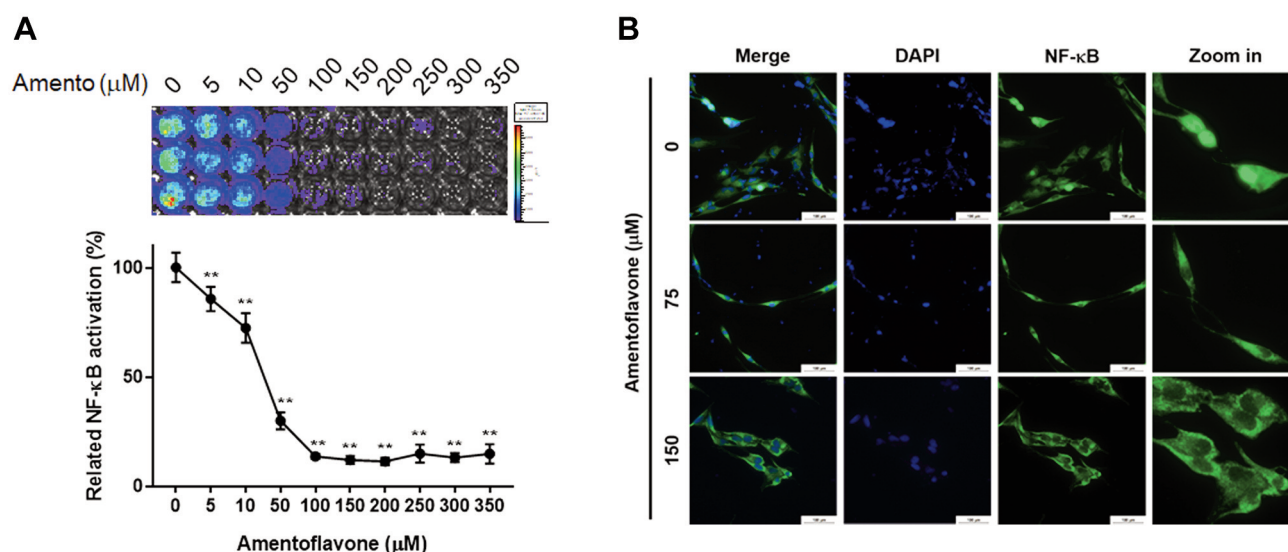 A
Amento (μM) 0 5 10 50 100 150 200 250 300 350
Related NF-κB activation (%)
100
50
0
** ** ** ** ** ** ** ** **
0 5 10 50 100 150 200 250 300 350
Amentoflavone (μM)
B
Merge DAPI NF-κB Zoom in
Amentoflavone (μM)
0
75
150